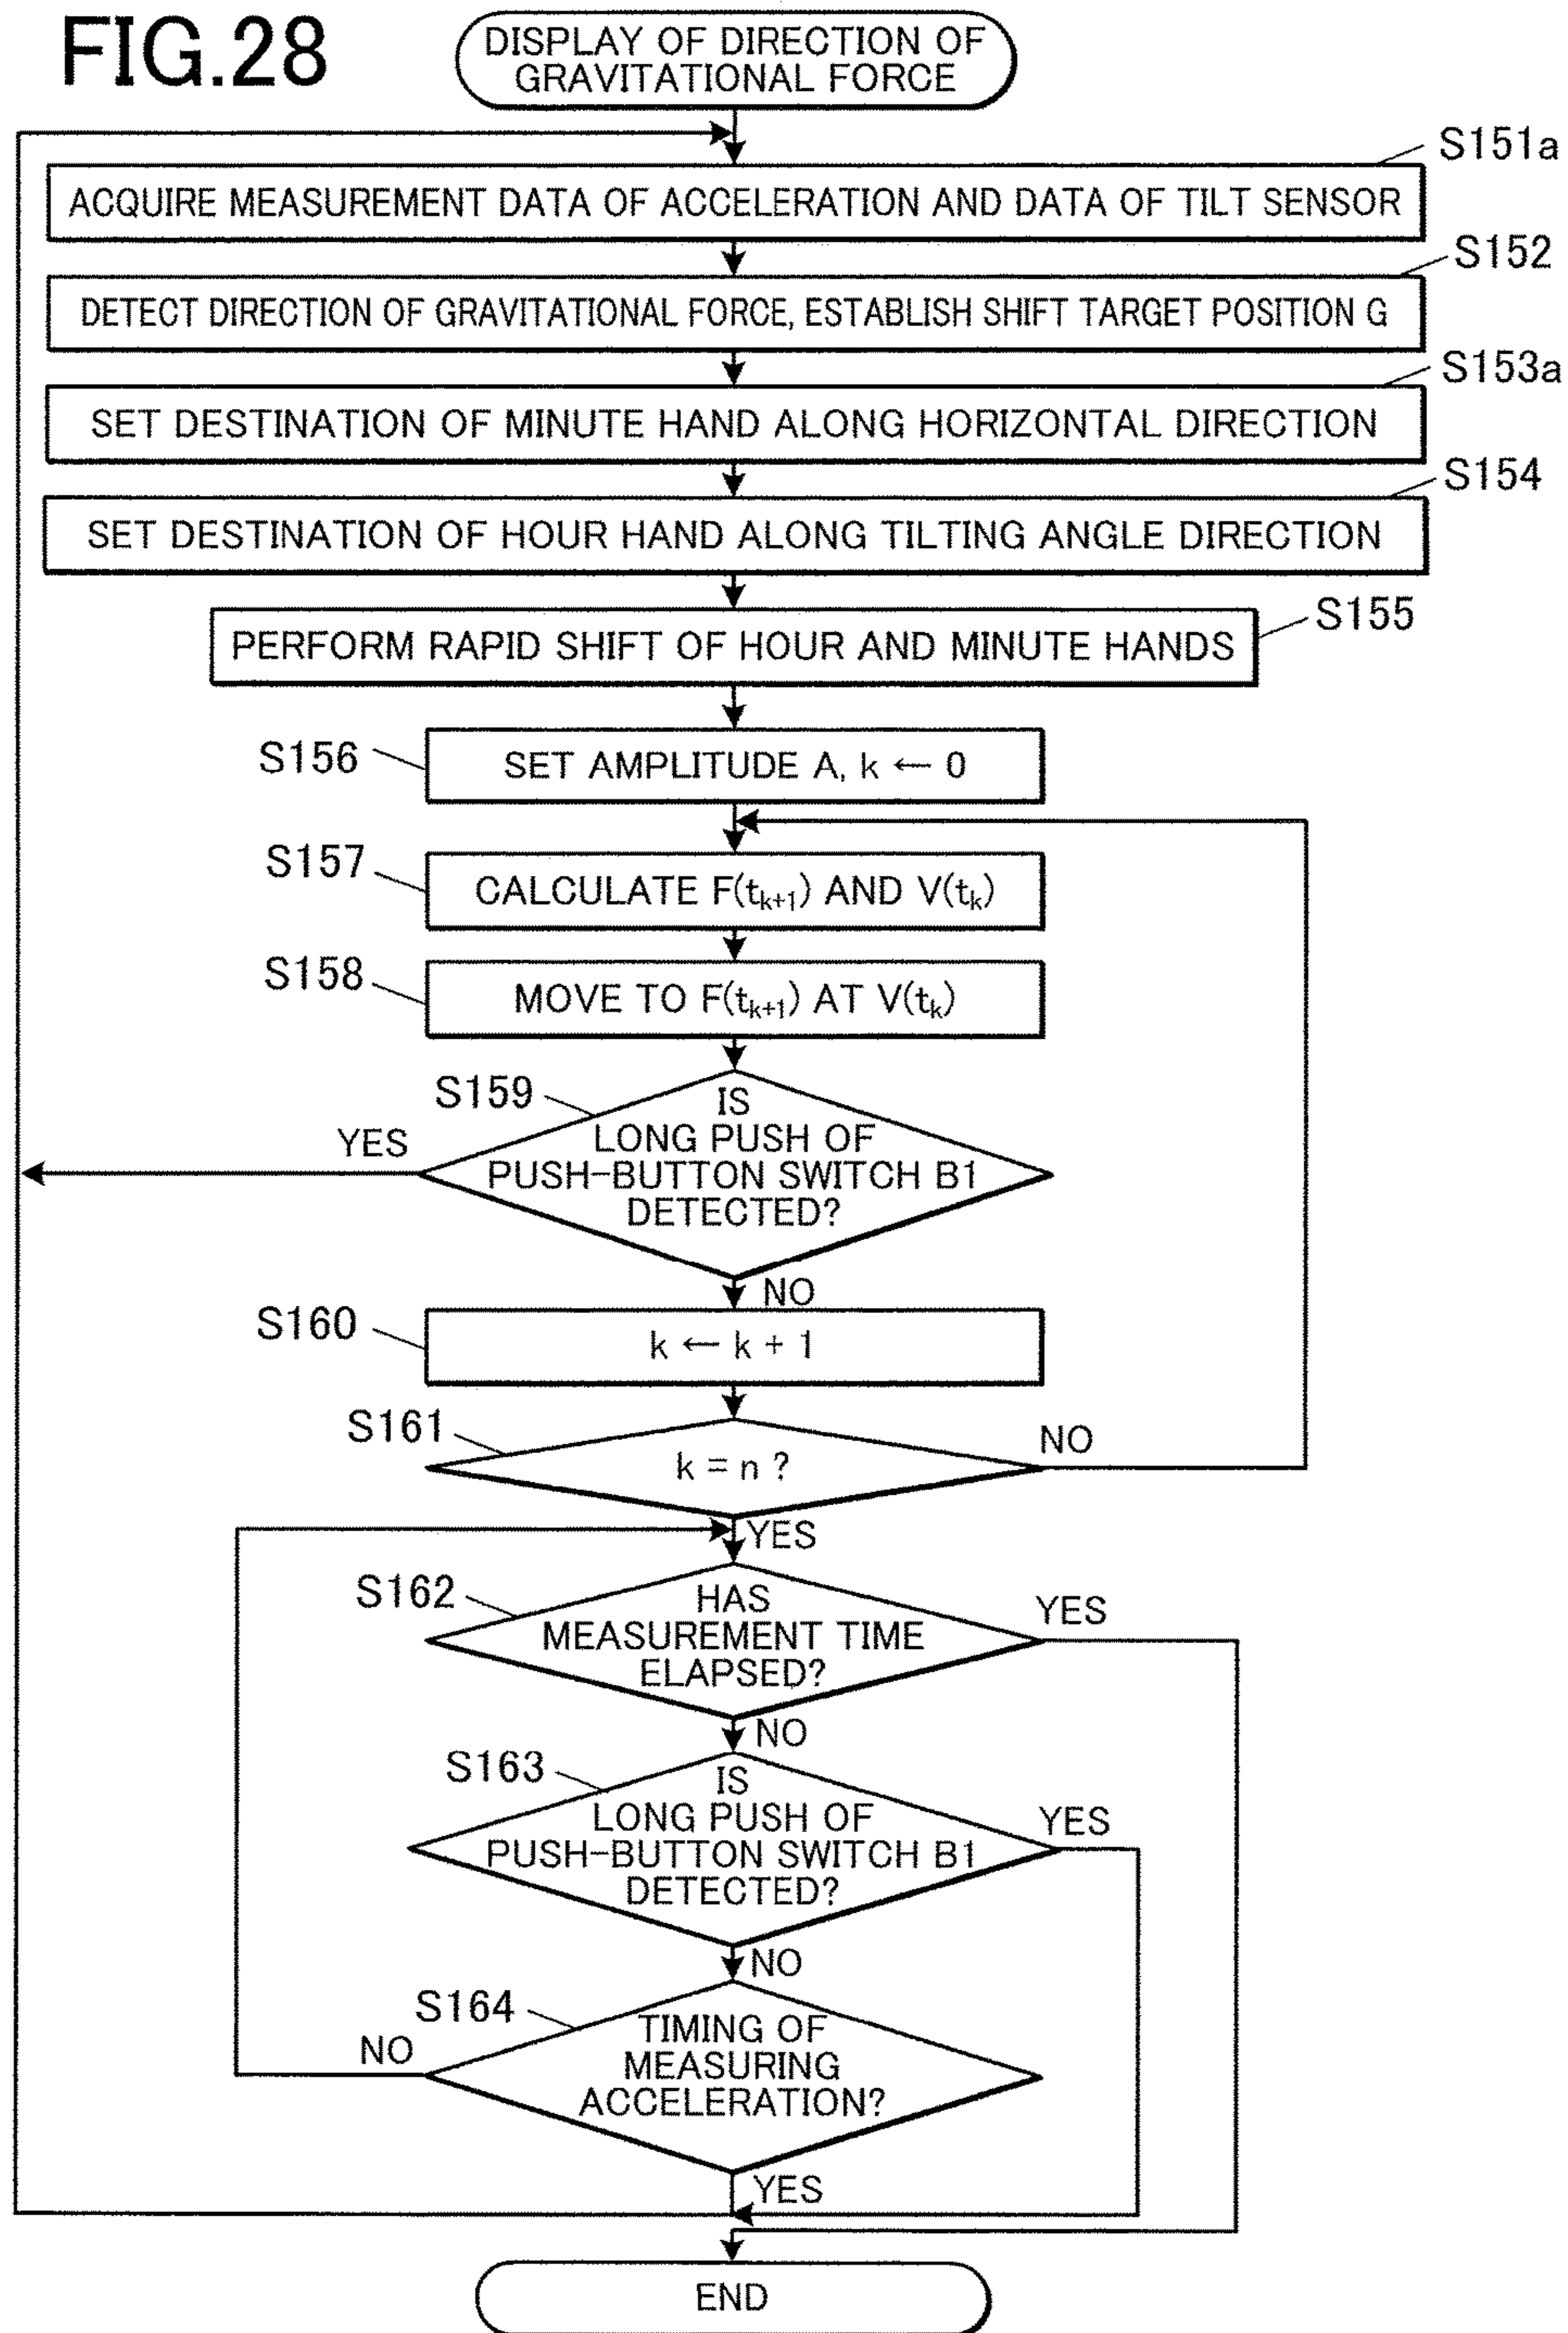 FIG.28
DISPLAY OF DIRECTION OF
GRAVITATIONAL FORCE
S151a
ACQUIRE MEASUREMENT DATA OF ACCELERATION AND DATA OF TILT SENSOR
S152
DETECT DIRECTION OF GRAVITATIONAL FORCE, ESTABLISH SHIFT TARGET POSITION G
S153a
SET DESTINATION OF MINUTE HAND ALONG HORIZONTAL DIRECTION
S154
SET DESTINATION OF HOUR HAND ALONG TILTING ANGLE DIRECTION
S155
PERFORM RAPID SHIFT OF HOUR AND MINUTE HANDS
S156
SET AMPLITUDE A, k ← 0
S157
CALCULATE F(tk+1) AND V(tk)
S158
MOVE TO F(tk+1) AT V(tk)
S159
IS
LONG PUSH OF
PUSH-BUTTON SWITCH B1
DETECTED?
YES
NO
S160
k ← k + 1
S161
k = n ?
NO
YES
S162
HAS
MEASUREMENT TIME
ELAPSED?
YES
NO
S163
IS
LONG PUSH OF
PUSH-BUTTON SWITCH B1
DETECTED?
YES
NO
S164
TIMING OF
MEASURING
ACCELERATION?
NO
YES
END